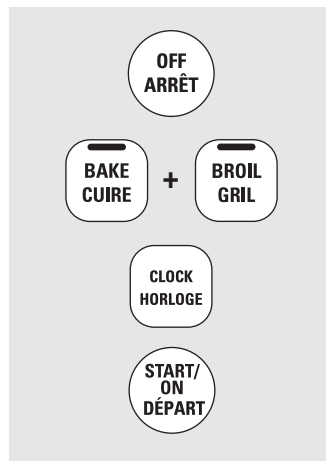 OFF
ARRÊT
BAKE
CUIRE
+
BROIL
GRIL
CLOCK
HORLOGE
START/
ON
DÉPART